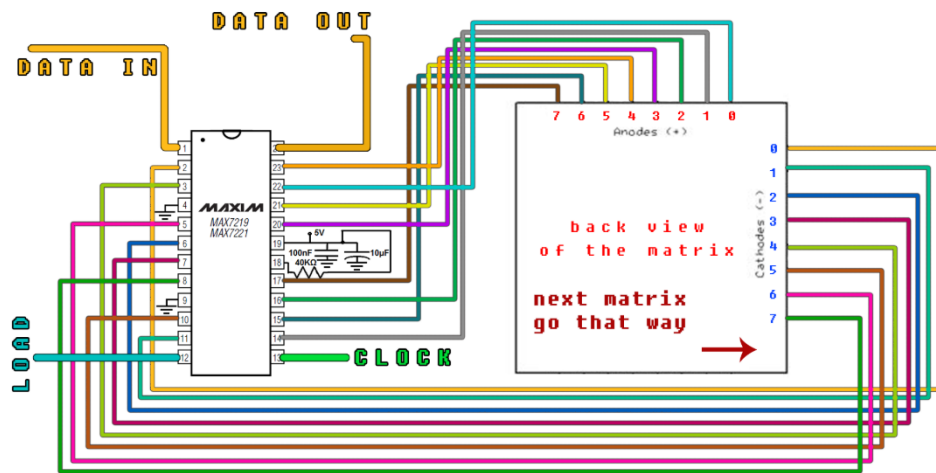 DATA OUT
DATA IN
7 6 5 4 3 2 1 0
Anodes (+)
0
1
2
3
4
5
6
7
Cathodes (-)
back view
of the matrix
next matrix
go that way
1
2
3
4
5
6
7
8
9
10
11
12
23
22
21
20
19
18
17
16
15
14
13
MAXIM
MAX7219
MAX7221
5V
100nF
10μF
40KΩ
LOAD
CLOCK